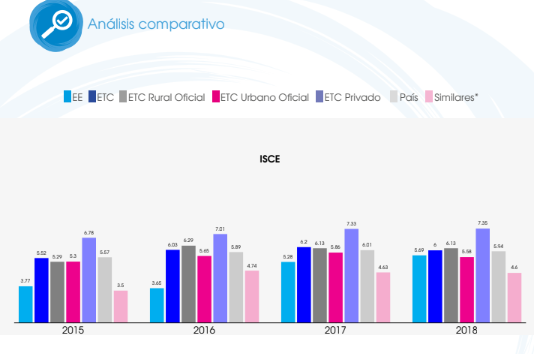 Análisis comparativo
EE ETC ETC Rural Oficial ETC Urbano Oficial ETC Privado País Similares*
ISCE
3.77 5.52 5.29 5.3 6.78 5.57 3.5
3.65 6.03 6.29 5.65 7.01 5.89 4.74
5.28 6.2 6.13 5.86 7.33 6.01 4.63
5.69 6 6.13 5.58 7.35 5.94 4.6
2015 2016 2017 2018